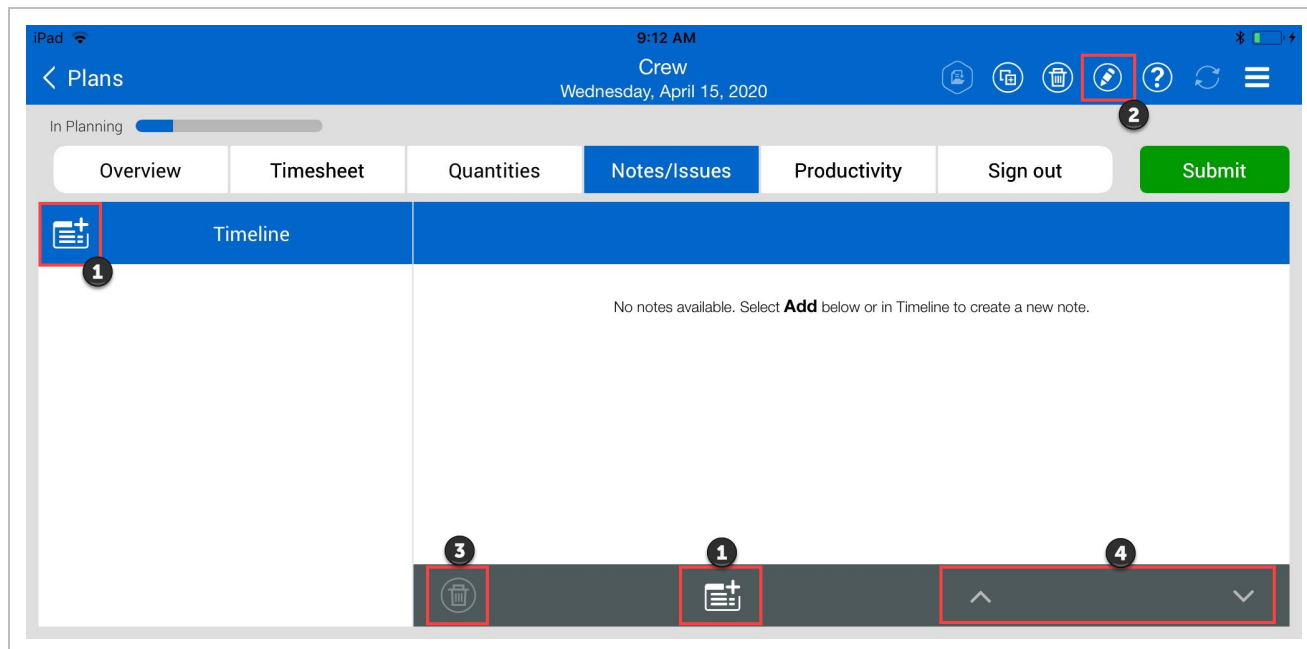 iPad 9:12 AM
Plans
Crew
Wednesday, April 15, 2020
?
2
In Planning
Overview Timesheet Quantities Notes/Issues Productivity Sign out Submit
Timeline
1
No notes available. Select Add below or in Timeline to create a new note.
3 1 4